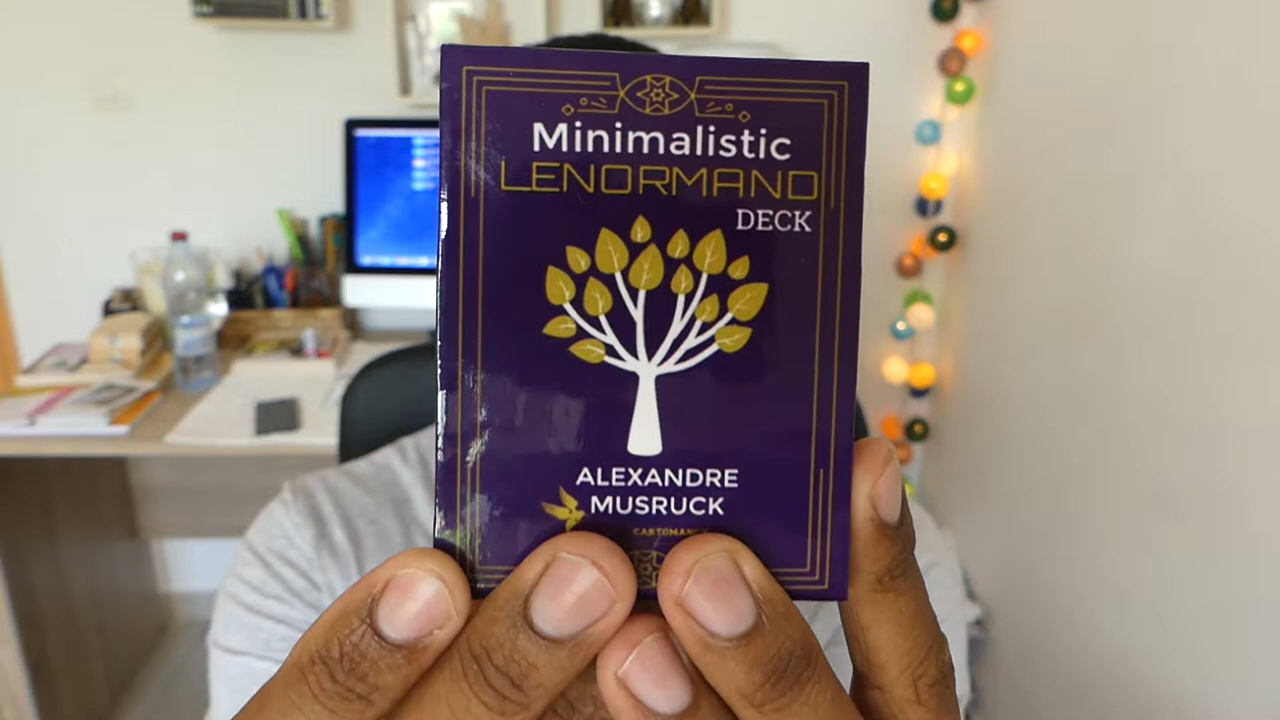 Minimalistic
LENORMAND
DECK
ALEXANDRE
MUSRUCK